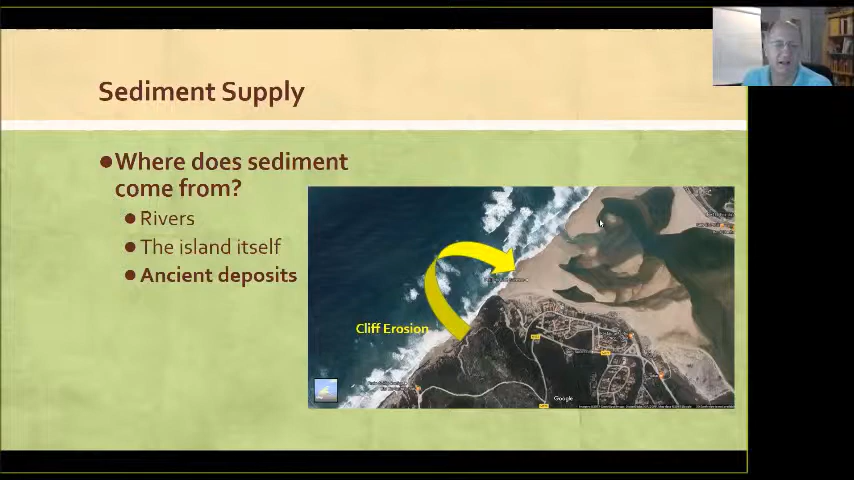 Sediment Supply
Where does sediment
come from?
Rivers
The island itself
Ancient deposits
Cliff Erosion
Google